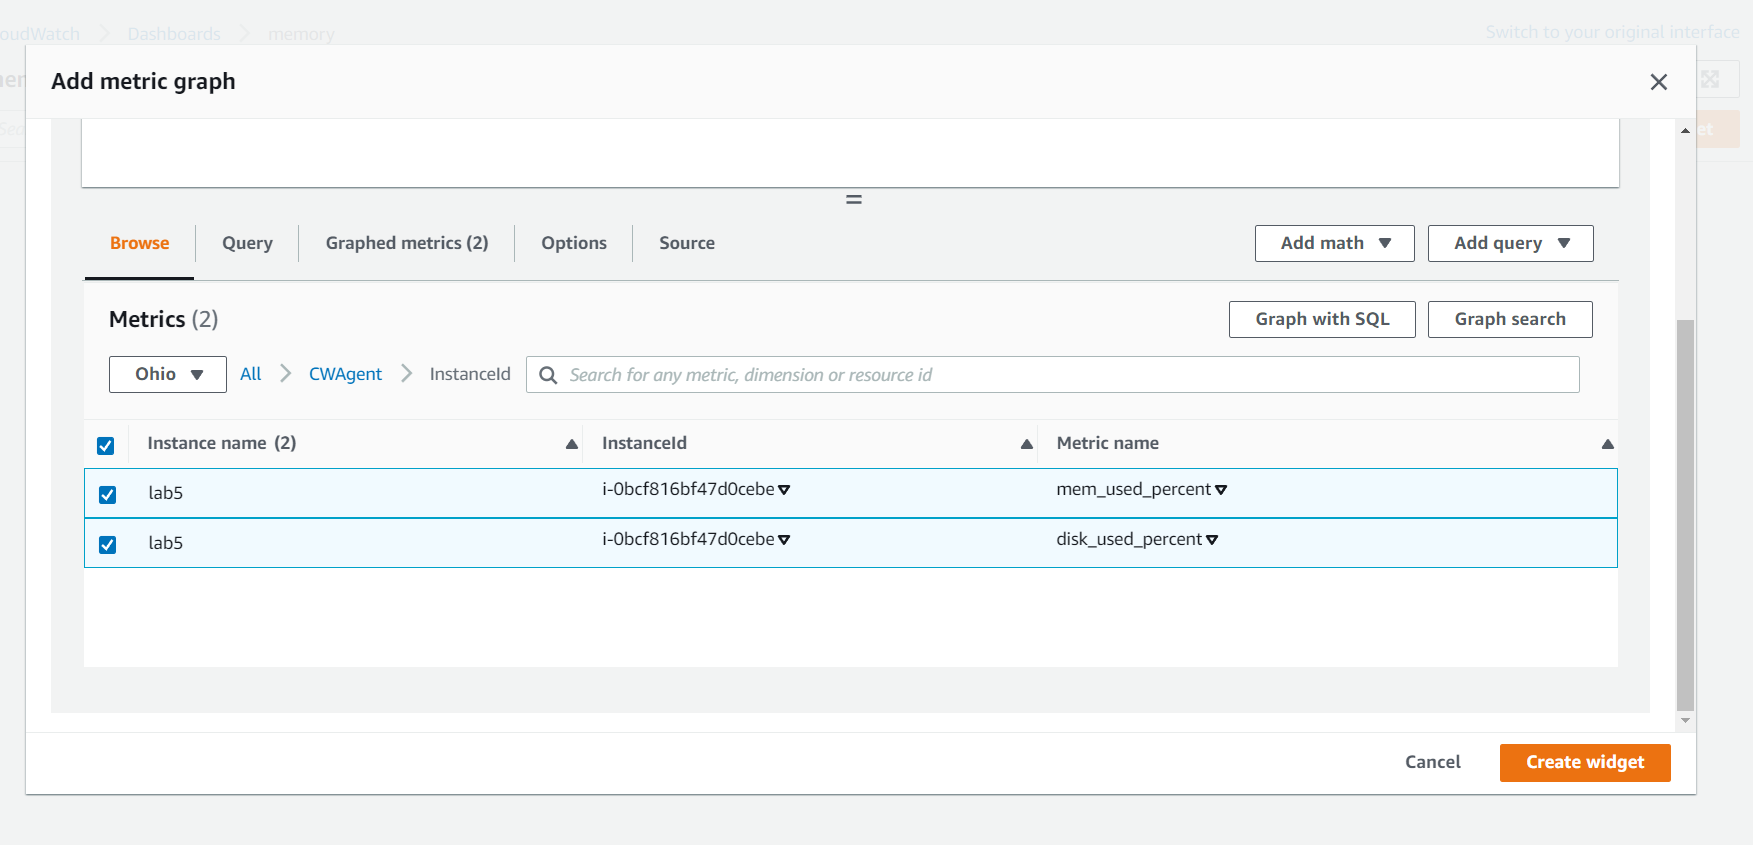 oudWatch Dashboards memory Switch to your original interface
Add metric graph
Browse Query Graphed metrics (2) Options Source Add math Add query
Metrics (2) Graph with SQL Graph search
Ohio All CWAgent InstanceId Search for any metric, dimension or resource id
Instance name (2) InstanceId Metric name
lab5 i-0bcf816bf47d0cebe mem_used_percent
lab5 i-0bcf816bf47d0cebe disk_used_percent
Cancel Create widget